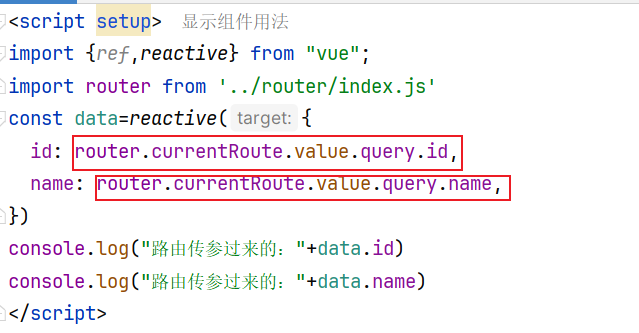 <script setup> 显示组件用法
import {ref,reactive} from "vue";
import router from '../router/index.js'
const data=reactive( target: {
id: router.currentRoute.value.query.id,
name: router.currentRoute.value.query.name,
})
console.log("路由传参过来的："+data.id)
console.log("路由传参过来的："+data.name)
</script>